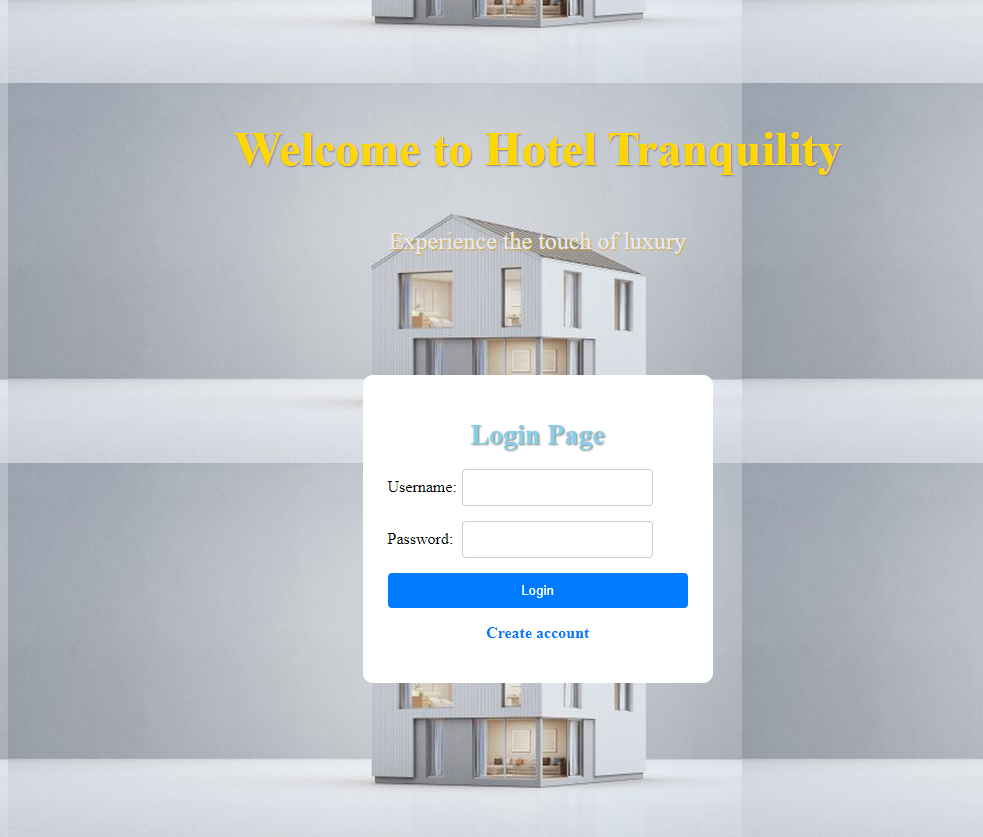 Welcome to Hotel Tranquility
Experience the touch of luxury
Login Page
Username:
Password:
Login
Create account